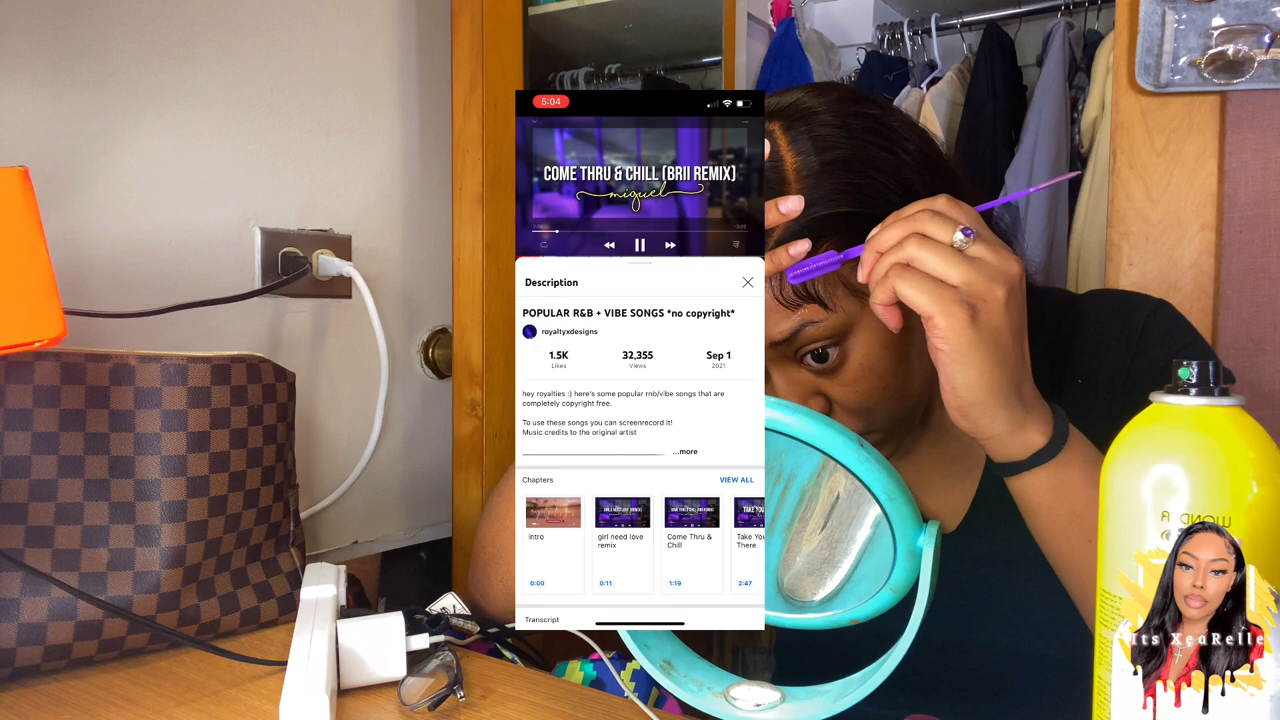 5:04
COME THRU & CHILL (BRII REMIX)
miguel
Description
POPULAR R&B + VIBE SONGS *no copyright*
royaltyxdesigns
1.5K
Likes
32,355
Views
Sep 1
2021
hey royalties :) here's some popular rnb/vibe songs that are
completely copyright free.
To use these songs you can screenrecord it!
Music credits to the original artist
...more
Chapters
VIEW ALL
intro
0:00
girl need love
remix
0:11
Come Thru &
Chill
1:19
Take You
There
2:47
Transcript
Its XeaRelle